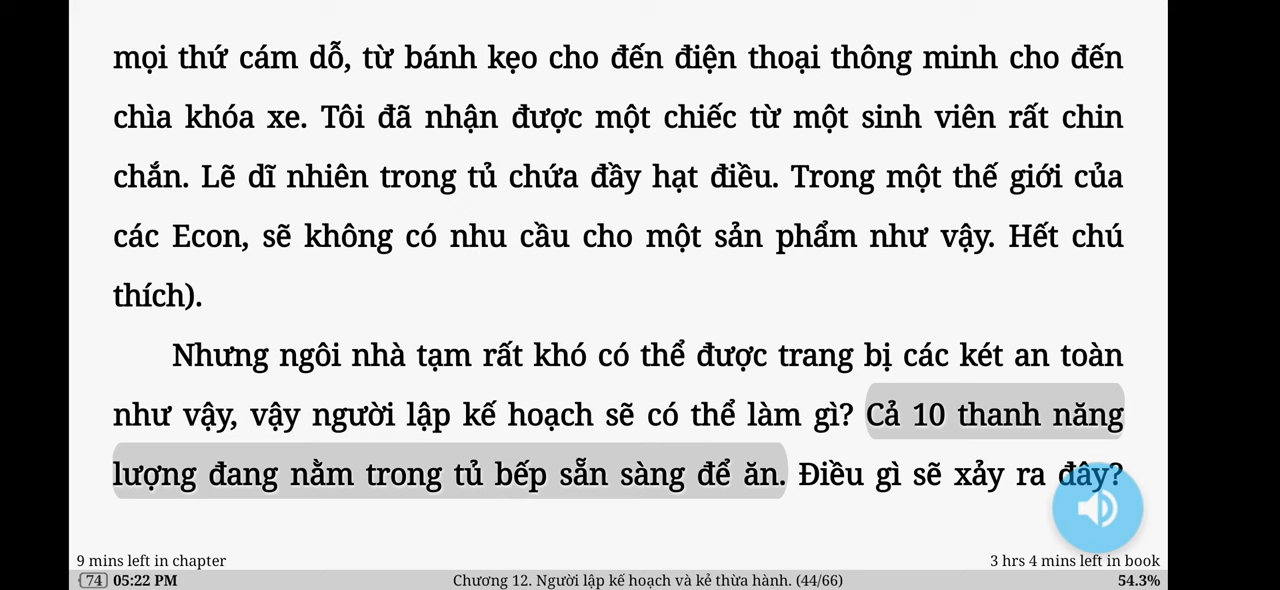 mọi thứ cám dỗ, từ bánh kẹo cho đến điện thoại thông minh cho đến
chìa khóa xe. Tôi đã nhận được một chiếc từ một sinh viên rất chin
chắn. Lẽ dĩ nhiên trong tủ chứa đầy hạt điều. Trong một thế giới của
các Econ, sẽ không có nhu cầu cho một sản phẩm như vậy. Hết chú
thích).
Nhưng ngôi nhà tạm rất khó có thể được trang bị các két an toàn
như vậy, vậy người lập kế hoạch sẽ có thể làm gì? Cả 10 thanh năng
lượng đang nằm trong tủ bếp sẵn sàng để ăn. Điều gì sẽ xảy ra đây?
9 mins left in chapter 3 hrs 4 mins left in book
74 05:22 PM Chương 12. Người lập kế hoạch và kẻ thừa hành. (44/66) 54.3%